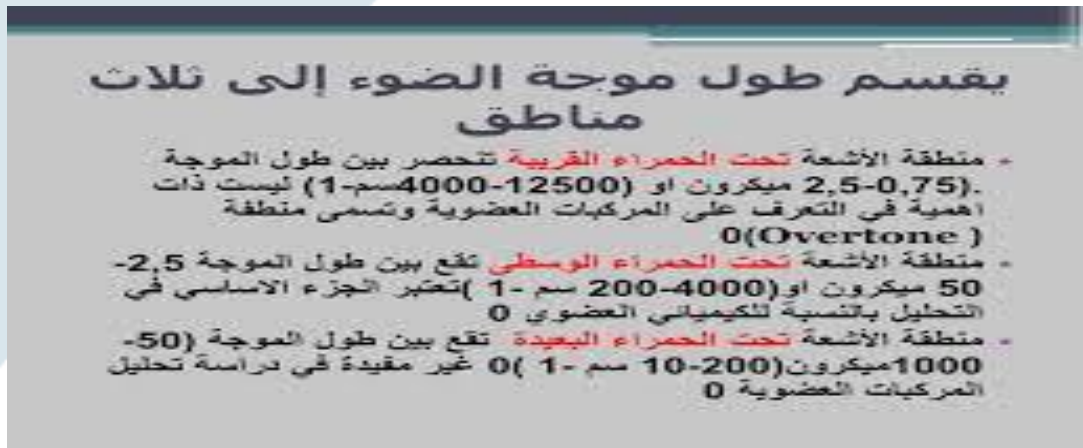 يقسم طول موجة الضوء إلى ثلاث
مناطق
- منطقة الأشعة تحت الحمراء القريبة تنحصر بين طول الموجة
.(2,5-0,75 ميكرون او (12500-4000سم-1) ليست ذات
اهمية في التعرف على المركبات العضوية وتسمى منطقة
0(Overtone )
- منطقة الأشعة تحت الحمراء الوسطى تقع بين طول الموجة 2,5-
50 ميكرون او(4000-200 سم -1 )تعتبر الجزء الاساسي في
التحليل بالنسبة للكيميائي العضوي 0
- منطقة الأشعة تحت الحمراء البعيدة تقع بين طول الموجة (50-
1000ميكرون(200-10 سم -1 )0 غير مفيدة في دراسة تحليل
المركبات العضوية 0